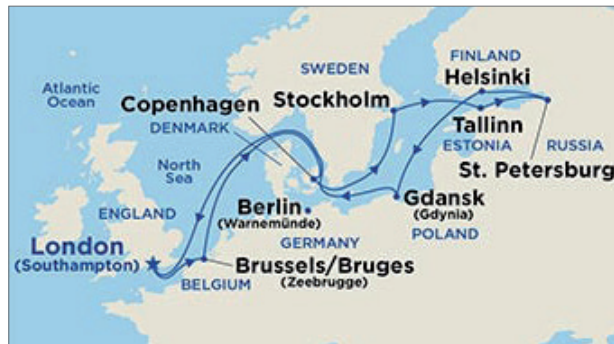 Atlantic
Ocean
SWEDEN
FINLAND
Helsinki
Copenhagen
Stockholm
DENMARK
Tallinn
ESTONIA
RUSSIA
St. Petersburg
North
Sea
ENGLAND
Berlin
(Warnemünde)
Gdansk
(Gdynia)
POLAND
GERMANY
London
(Southampton)
Brussels/Bruges
(Zeebrugge)
BELGIUM